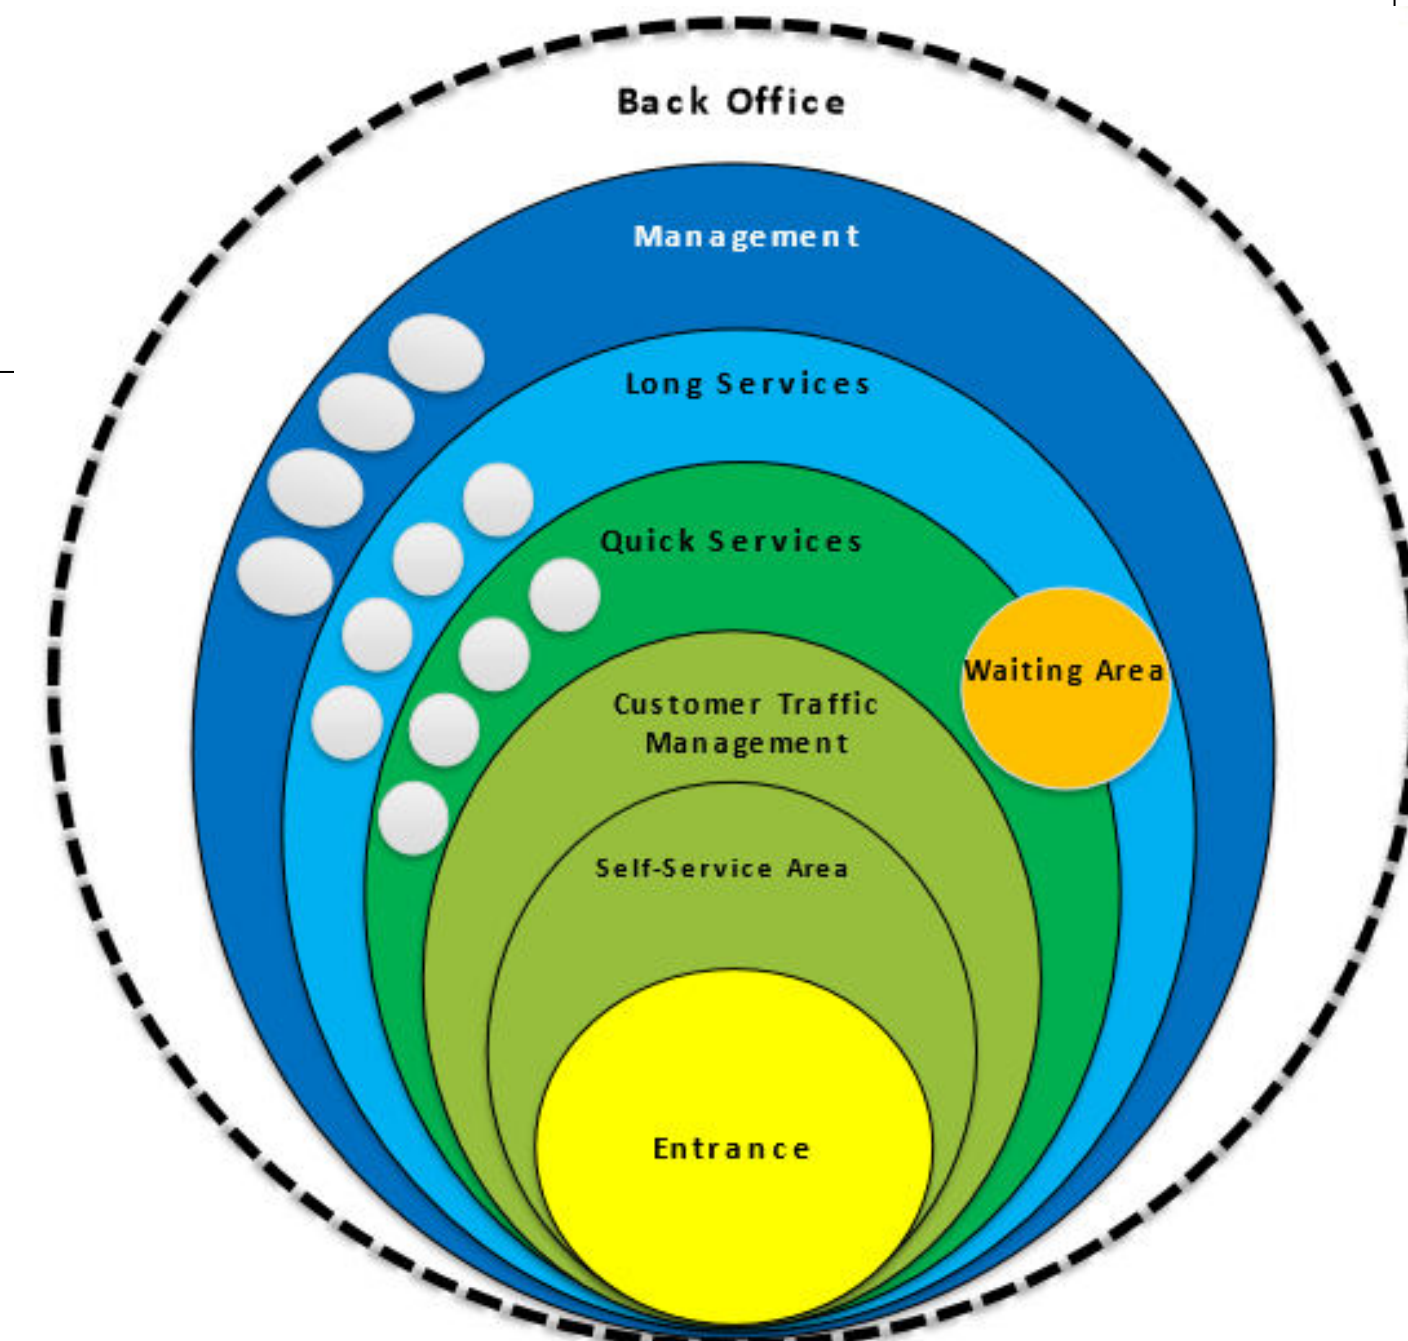 Back Office
Management
Long Services
Quick Services
Waiting Area
Customer Traffic
Management
Self-Service Area
Entrance